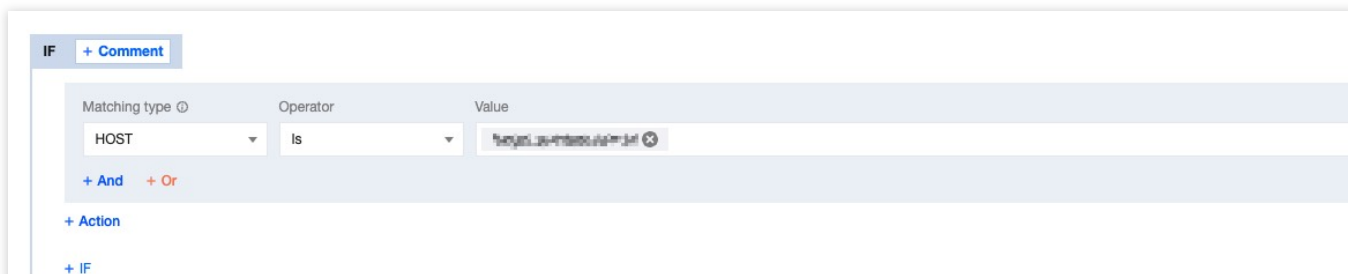 IF + Comment
Matching type Operator Value
HOST Is
+ And + Or
+ Action
+ IF